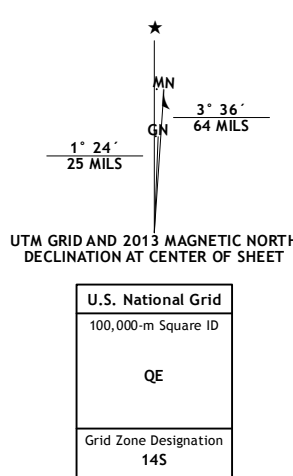 ★
MN
3° 36´
64 MILS
GN
1° 24´
25 MILS
UTM GRID AND 2013 MAGNETIC NORTH
DECLINATION AT CENTER OF SHEET
U.S. National Grid
100,000-m Square ID
QE
Grid Zone Designation
14S